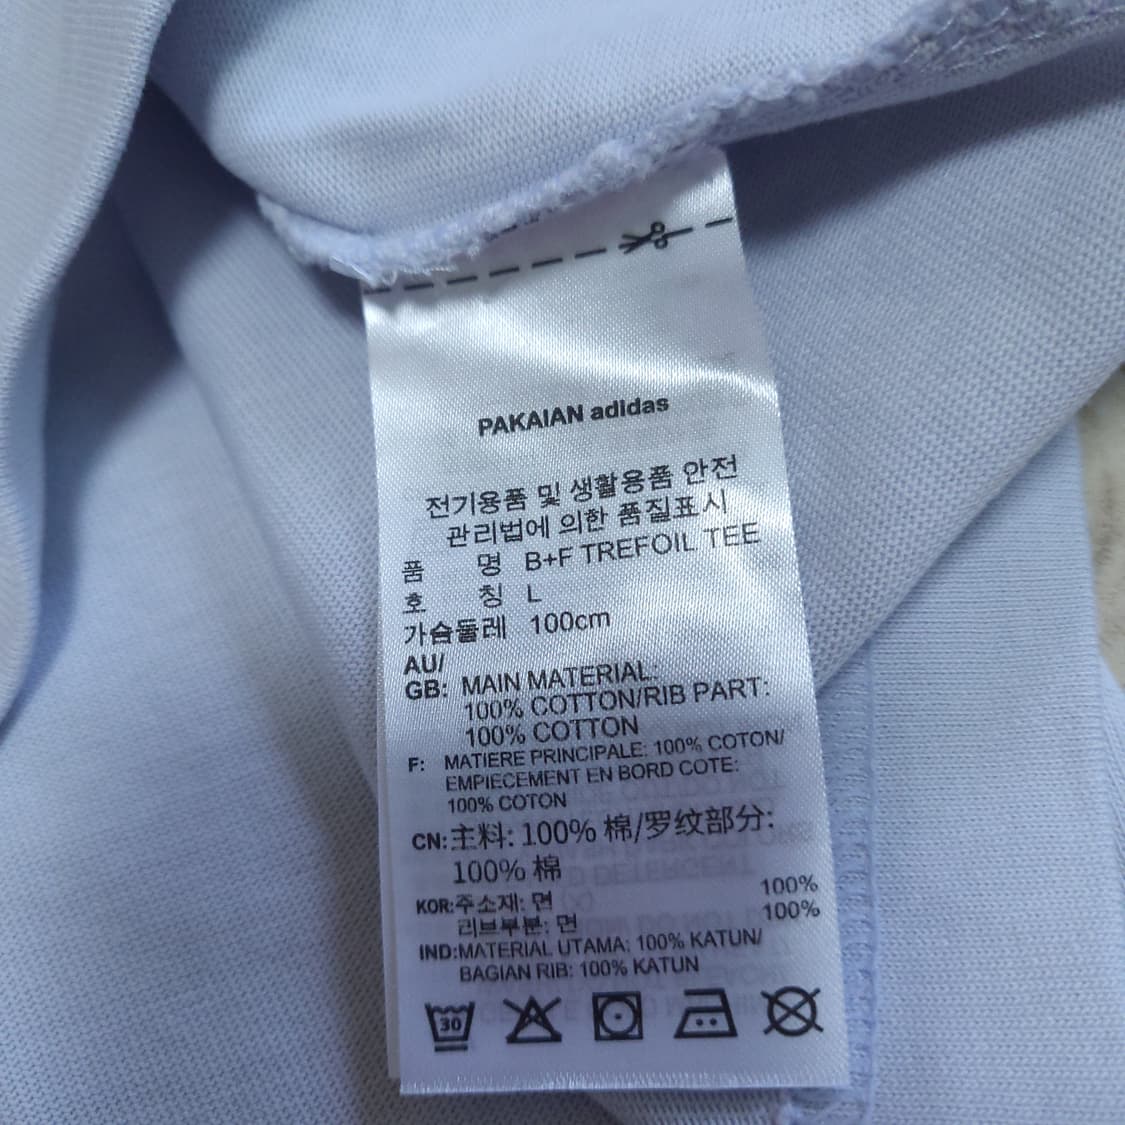 PAKAIAN adidas
전기용품 및 생활용품 안전
관리법에 의한 품질표시
품 명 B+F TREFOIL TEE
호 칭 L
가슴둘레 100cm
AU/
GB: MAIN MATERIAL:
100% COTTON/RIB PART:
100% COTTON
F: MATIERE PRINCIPALE: 100% COTON/
EMPIECEMENT EN BORD COTE:
100% COTON
CN:主料: 100% 棉/罗纹部分:
100% 棉
KOR:주소재: 면 100%
리브부분: 면 100%
IND:MATERIAL UTAMA: 100% KATUN/
BAGIAN RIB: 100% KATUN
30